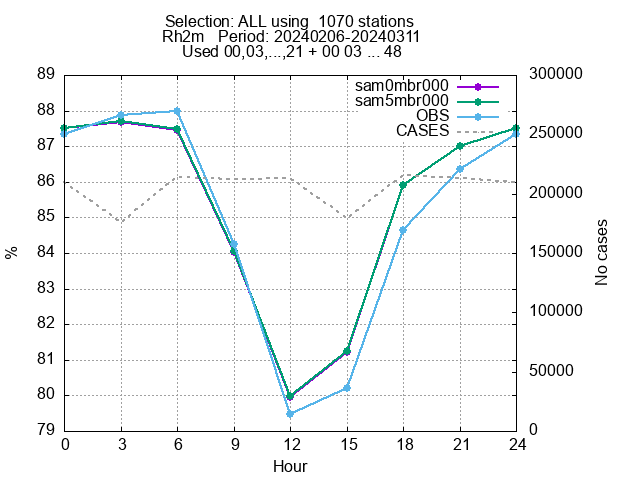 Selection: ALL using  1070 stations
Rh2m   Period: 20240206-20240311
Used 00,03,...,21 + 00 03 ... 48
sam0mbr000
sam5mbr000
OBS
CASES
%
89
88
87
86
85
84
83
82
81
80
79
300000
250000
200000
150000
100000
50000
0
No cases
0 3 6 9 12 15 18 21 24
Hour